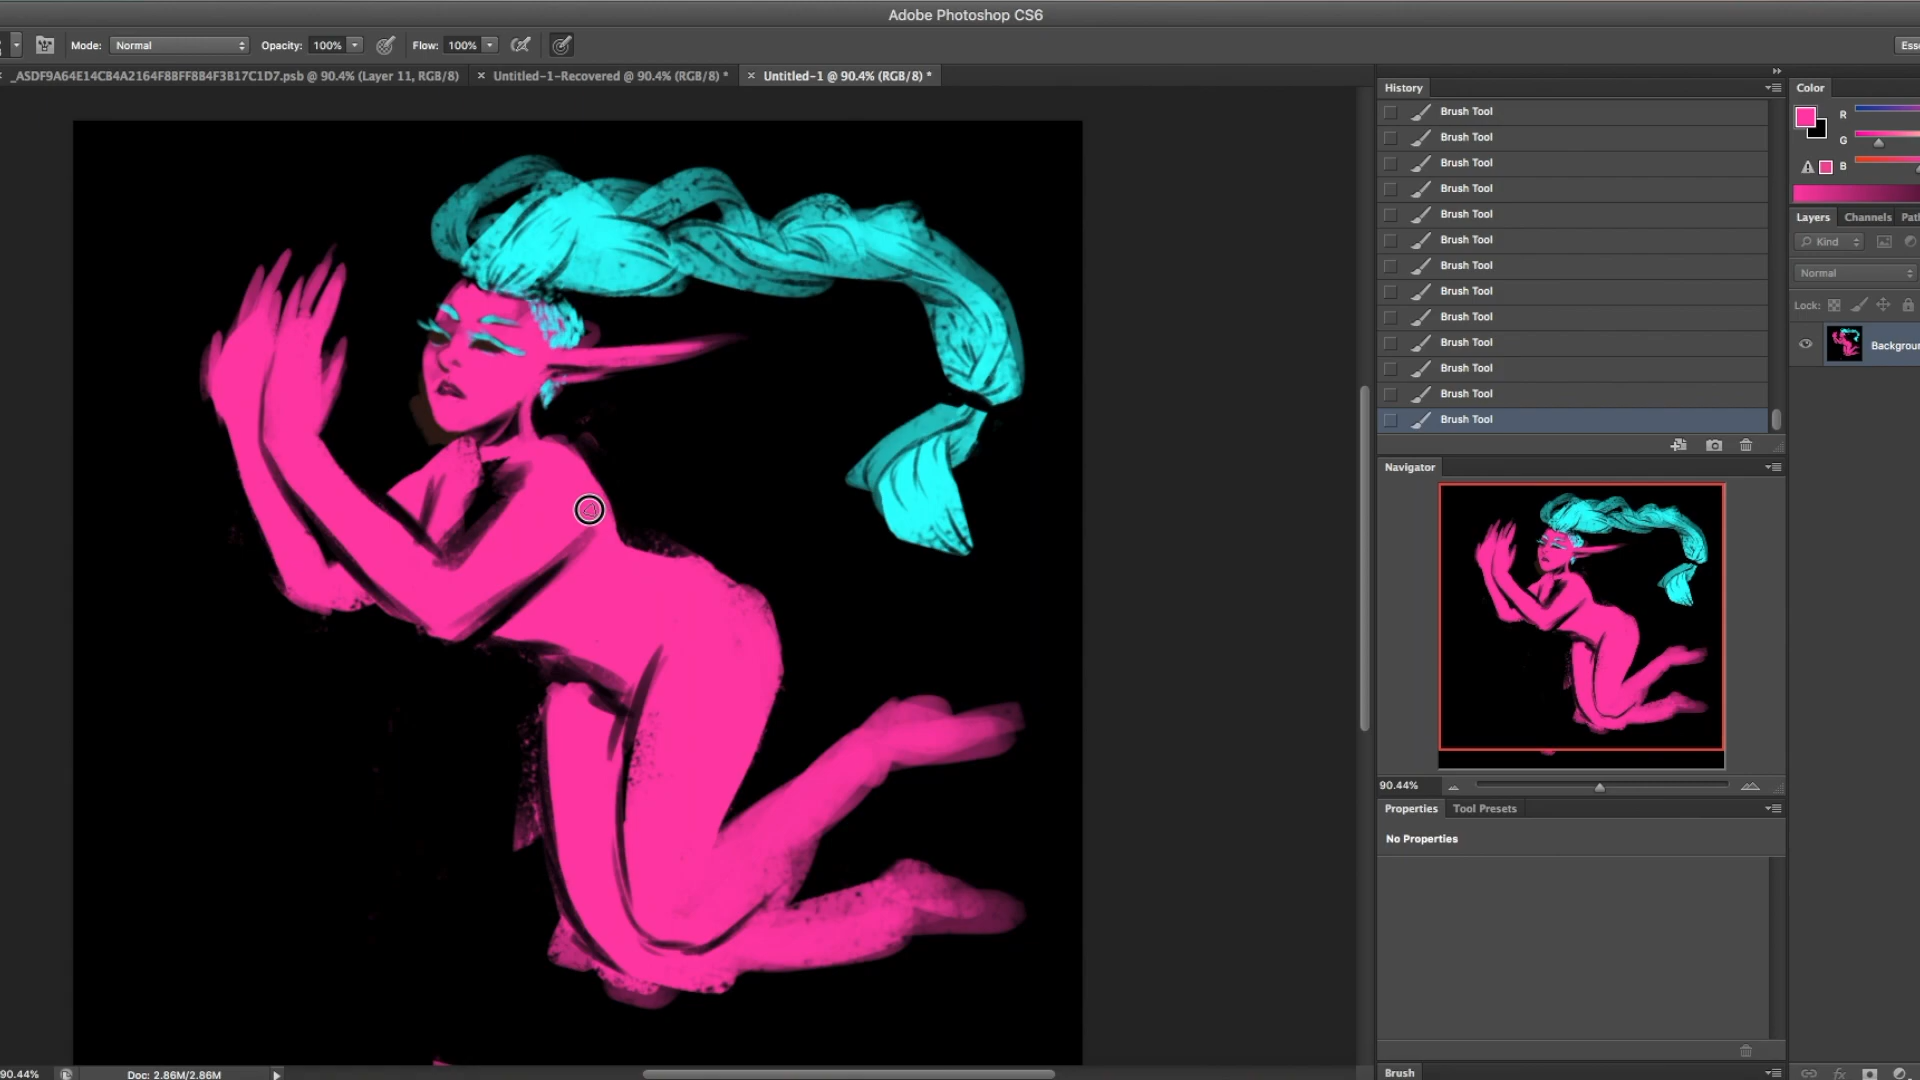 Adobe Photoshop CS6
Mode: Normal Opacity: 100% Flow: 100% Esse
_ASDF9A64E14C84A2164F88FF884F3817C1D7.psb @ 90.4% (Layer 11, RGB/8) × Untitled-1-Recovered @ 90.4% (RGB/8) * × Untitled-1 @ 90.4% (RGB/8) *
History
Brush Tool
Brush Tool
Brush Tool
Brush Tool
Brush Tool
Brush Tool
Brush Tool
Brush Tool
Brush Tool
Brush Tool
Brush Tool
Brush Tool
Brush Tool
Navigator
90.44%
Properties Tool Presets
No Properties
Brush
Color
R
G
B
Layers Channels Pat
Kind
Normal
Lock:
Backgroun
90.44% Doc: 2.86M/2.86M